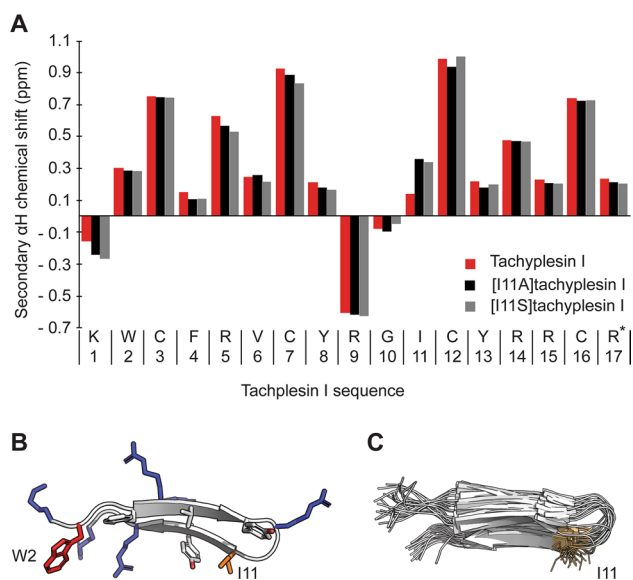 A
Secondary αH chemical shift (ppm)
1.1
0.9
0.7
0.5
0.3
0.1
- 0.1
- 0.3
- 0.5
- 0.7
Tachyplesin I
[I11A]tachyplesin I
[I11S]tachyplesin I
K W C F R V C Y R G I C Y R R C R*
1 2 3 4 5 6 7 8 9 10 11 12 13 14 15 16 17
Tachplesin I sequence
B
C
W2
I11
I11